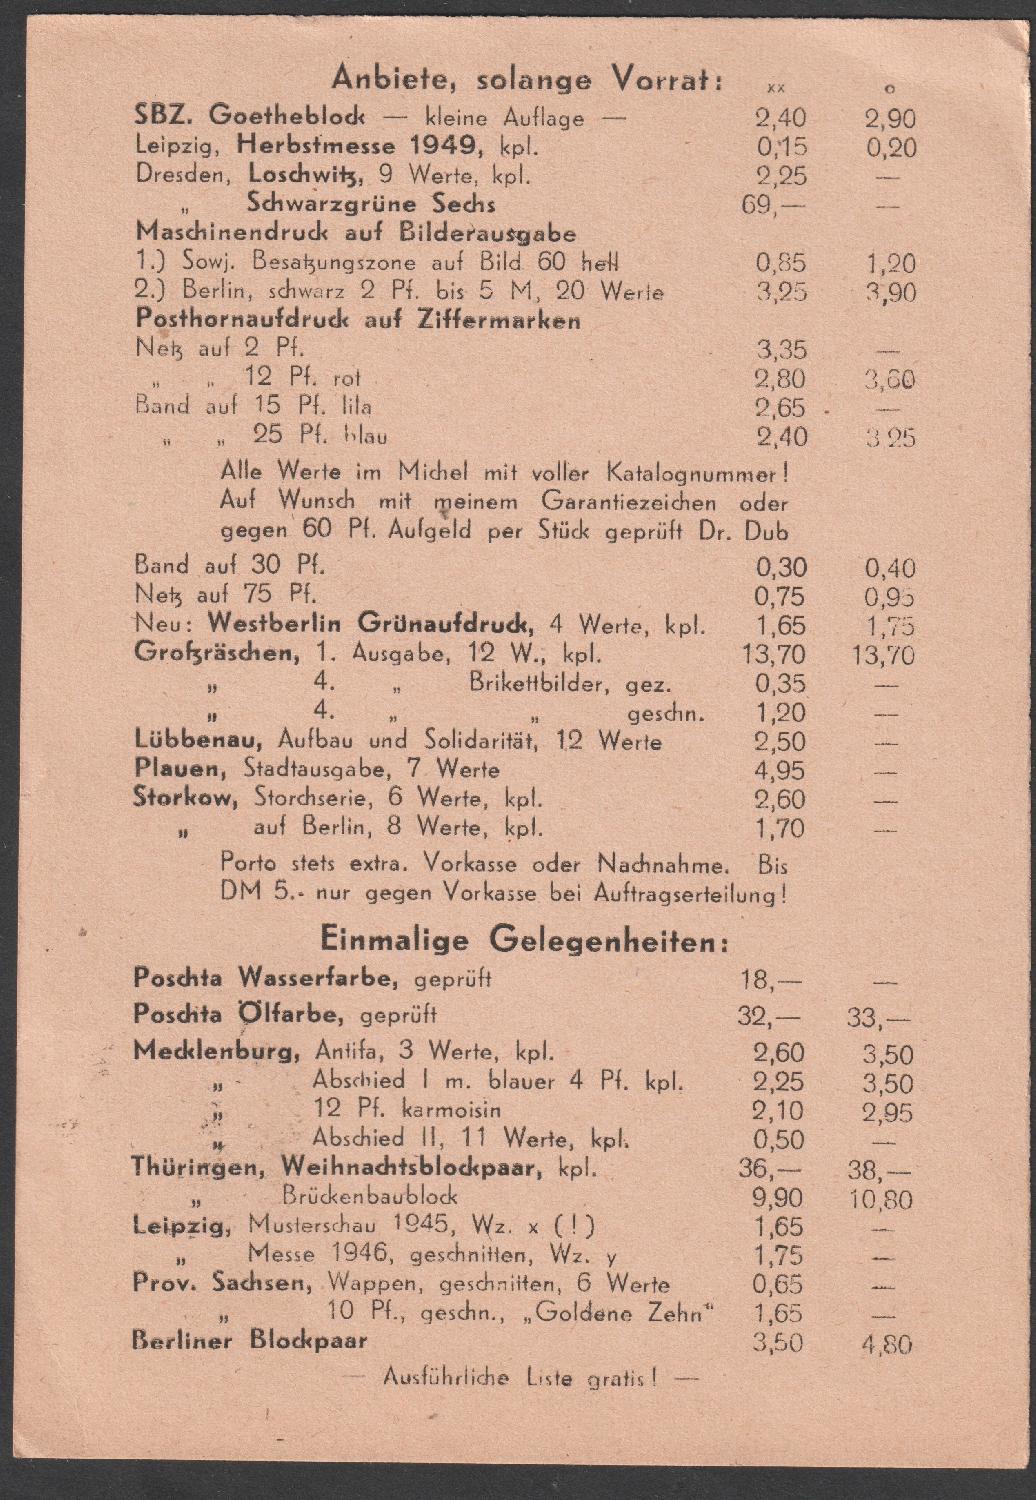 Anbiete, solange Vorrat: xx o
SBZ. Goetheblock — kleine Auflage — 2,40 2,90
Leipzig, Herbstmesse 1949, kpl. 0,15 0,20
Dresden, Loschwitz, 9 Werte, kpl. 2,25 —
„ Schwarzgrüne Sechs 69,— —
Maschinendruck auf Bilderausgabe
1.) Sowj. Besatzungszone auf Bild 60 hell 0,85 1,20
2.) Berlin, schwarz 2 Pf. bis 5 M, 20 Werte 3,25 3,90
Posthornaufdruck auf Ziffermarken
Netz auf 2 Pf. 3,35 —
„ „ 12 Pf. rot 2,80 3,60
Band auf 15 Pf. lila 2,65 —
„ „ 25 Pf. blau 2,40 3 25
Alle Werte im Michel mit voller Katalognummer!
Auf Wunsch mit meinem Garantiezeichen oder
gegen 60 Pf. Aufgeld per Stück geprüft Dr. Dub
Band auf 30 Pf. 0,30 0,40
Netz auf 75 Pf. 0,75 0,95
Neu: Westberlin Grünaufdruck, 4 Werte, kpl. 1,65 1,75
Großräschen, 1. Ausgabe, 12 W., kpl. 13,70 13,70
„ 4. „ Brikettbilder, gez. 0,35 —
„ 4. „ „ geschn. 1,20 —
Lübbenau, Aufbau und Solidarität, 12 Werte 2,50 —
Plauen, Stadtausgabe, 7 Werte 4,95 —
Storkow, Storchserie, 6 Werte, kpl. 2,60 —
„ auf Berlin, 8 Werte, kpl. 1,70 —
Porto stets extra. Vorkasse oder Nachnahme. Bis
DM 5.- nur gegen Vorkasse bei Auftragserteilung!
Einmalige Gelegenheiten:
Poschta Wasserfarbe, geprüft 18,— —
Poschta Ölfarbe, geprüft 32,— 33,—
Mecklenburg, Antifa, 3 Werte, kpl. 2,60 3,50
„ Abschied I m. blauer 4 Pf. kpl. 2,25 3,50
„ 12 Pf. karmoisin 2,10 2,95
„ Abschied II, 11 Werte, kpl. 0,50 —
Thüringen, Weihnachtsblockpaar, kpl. 36,— 38,—
„ Brückenbaublock 9,90 10,80
Leipzig, Musterschau 1945, Wz. x (!) 1,65 —
„ Messe 1946, geschnitten, Wz. y 1,75 —
Prov. Sachsen, Wappen, geschnitten, 6 Werte 0,65 —
„ 10 Pf., geschn., „Goldene Zehn“ 1,65 —
Berliner Blockpaar 3,50 4,80
— Ausführliche Liste gratis! —